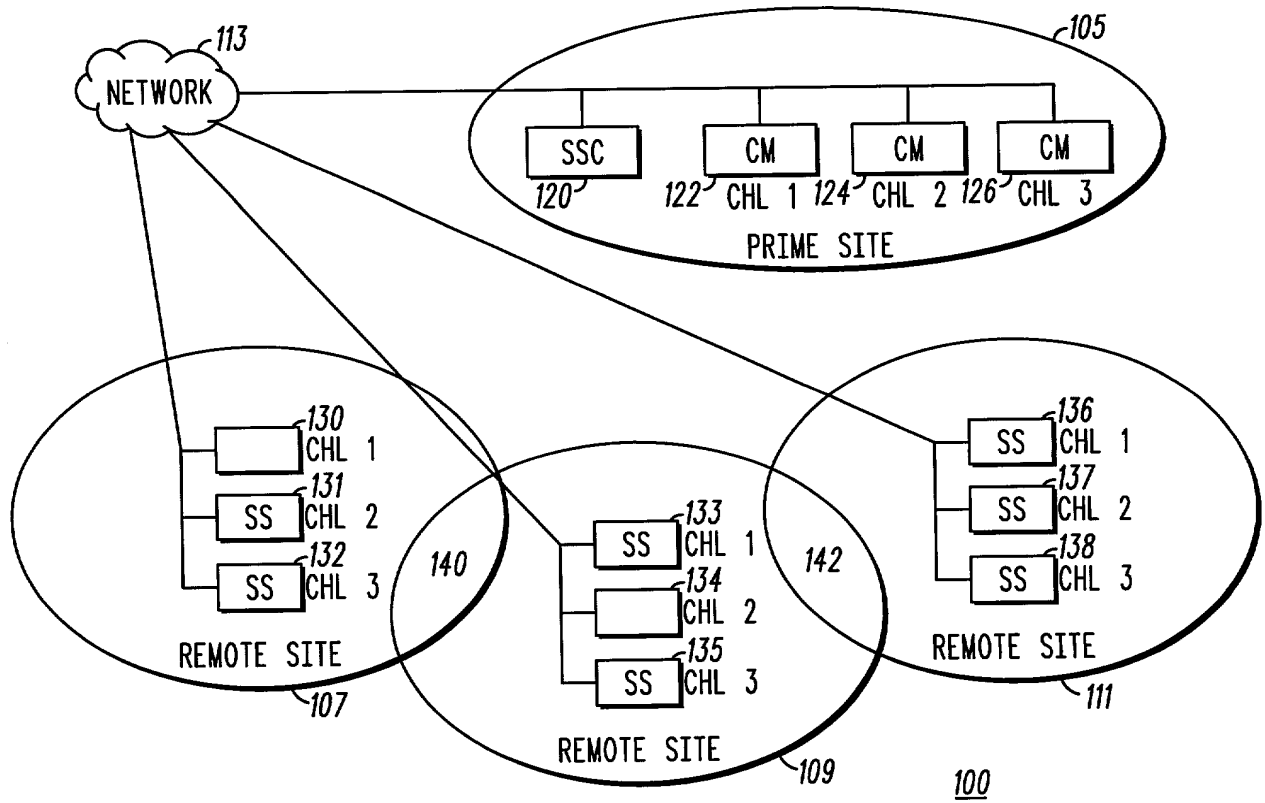 113
NETWORK
105
SSC
120
CM
122 CHL 1
CM
124 CHL 2
CM
126 CHL 3
PRIME SITE
130
CHL 1
131
SS CHL 2
132
SS CHL 3
REMOTE SITE
107
140
133
SS CHL 1
134
CHL 2
135
SS CHL 3
REMOTE SITE
109
142
136
SS CHL 1
137
SS CHL 2
138
SS CHL 3
REMOTE SITE
111
100